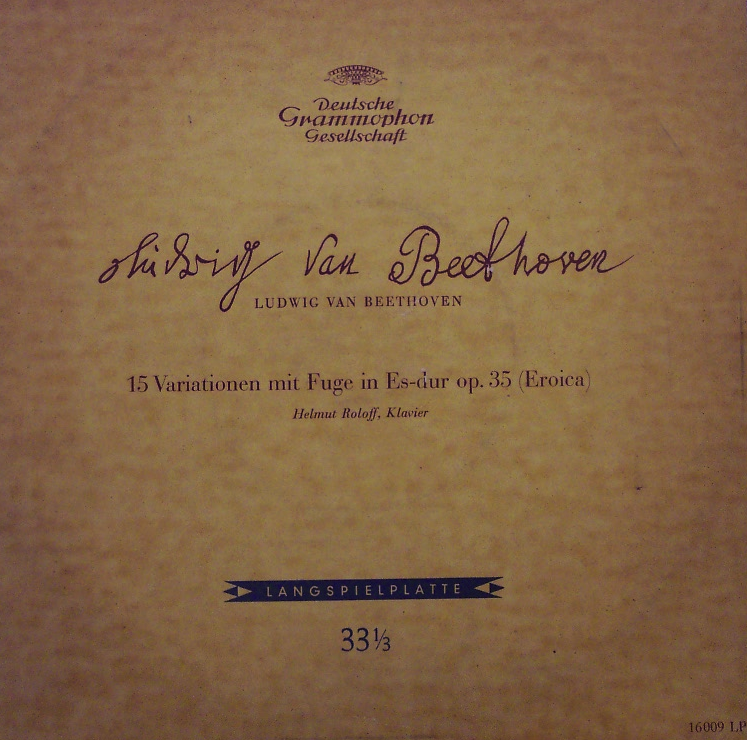 Deutsche
Grammophon
Gesellschaft
Ludwig van Beethoven
LUDWIG VAN BEETHOVEN
15 Variationen mit Fuge in Es-dur op. 35 (Eroica)
Helmut Roloff, Klavier
LANGSPIELPLATTE
33⅓
16009 LP